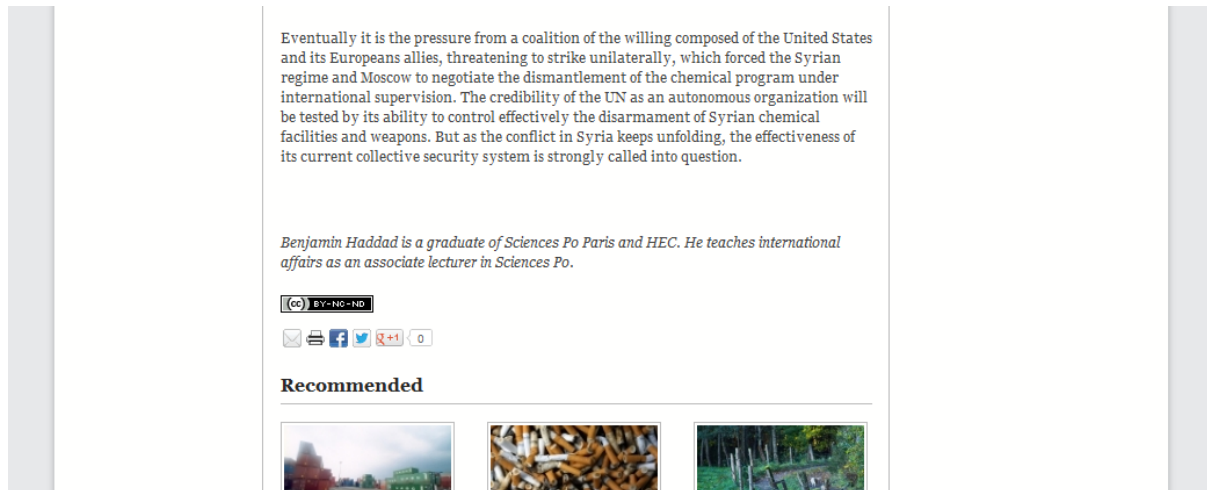 Eventually it is the pressure from a coalition of the willing composed of the United States
and its Europeans allies, threatening to strike unilaterally, which forced the Syrian
regime and Moscow to negotiate the dismantlement of the chemical program under
international supervision. The credibility of the UN as an autonomous organization will
be tested by its ability to control effectively the disarmament of Syrian chemical
facilities and weapons. But as the conflict in Syria keeps unfolding, the effectiveness of
its current collective security system is strongly called into question.
Benjamin Haddad is a graduate of Sciences Po Paris and HEC. He teaches international
affairs as an associate lecturer in Sciences Po.
(cc) BY-NC-ND
f g +1 0
Recommended